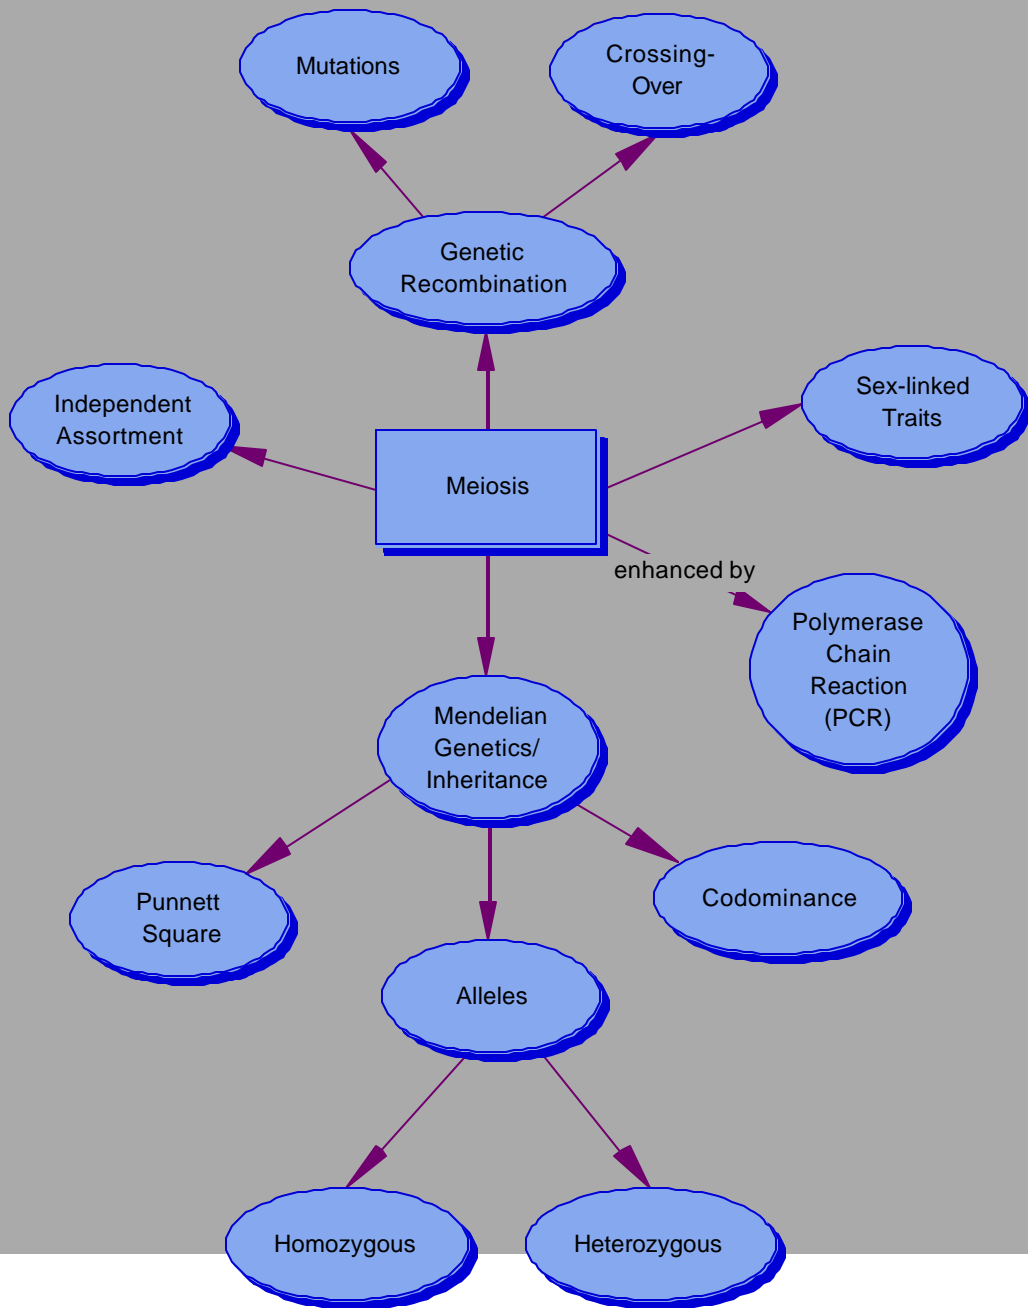 Mutations
Crossing-
Over
Genetic
Recombination
Independent
Assortment
Sex-linked
Traits
Meiosis
enhanced by
Polymerase
Chain
Reaction
(PCR)
Mendelian
Genetics/
Inheritance
Punnett
Square
Codominance
Alleles
Homozygous
Heterozygous